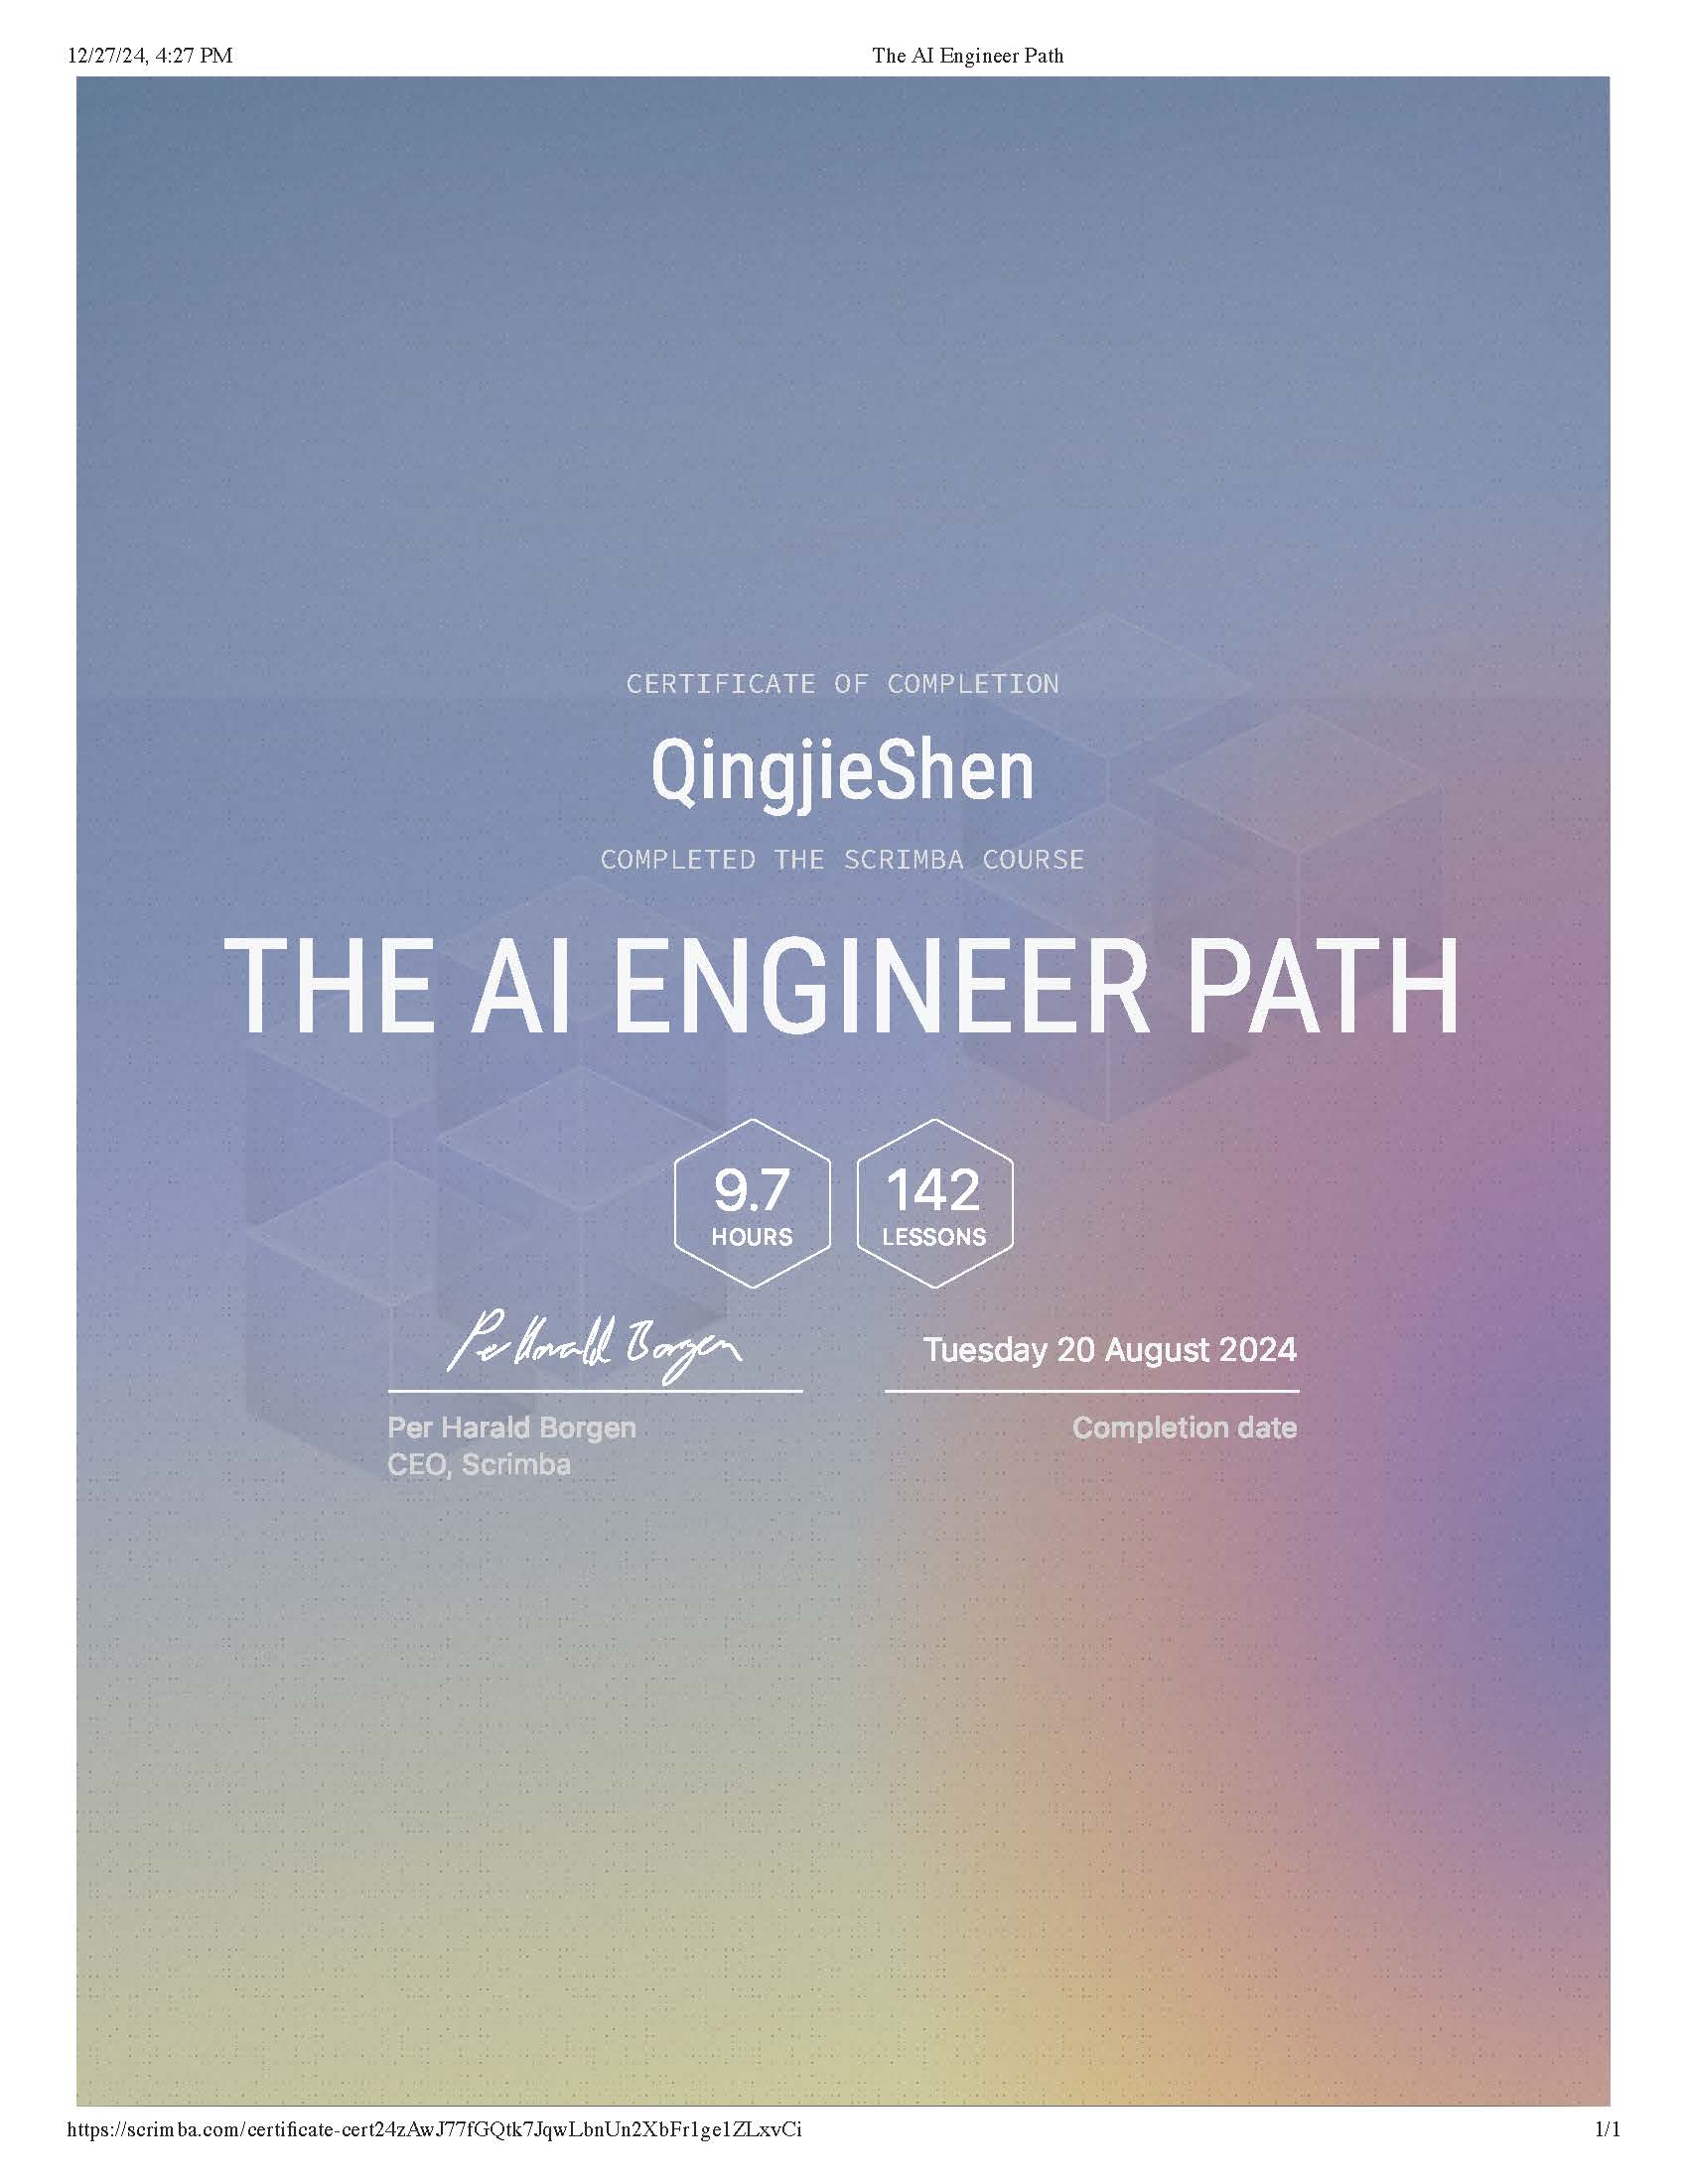 12/27/24, 4:27 PM
The AI Engineer Path
CERTIFICATE OF COMPLETION
QingjieShen
COMPLETED THE SCRIMBA COURSE
THE AI ENGINEER PATH
9.7
HOURS
142
LESSONS
Per Harald Borgen
Tuesday 20 August 2024
Per Harald Borgen
CEO, Scrimba
Completion date
https://scrimba.com/certificate-cert24zAwJ77fGQtk7JqwLbnUn2XbFr1ge1ZLxvCi
1/1